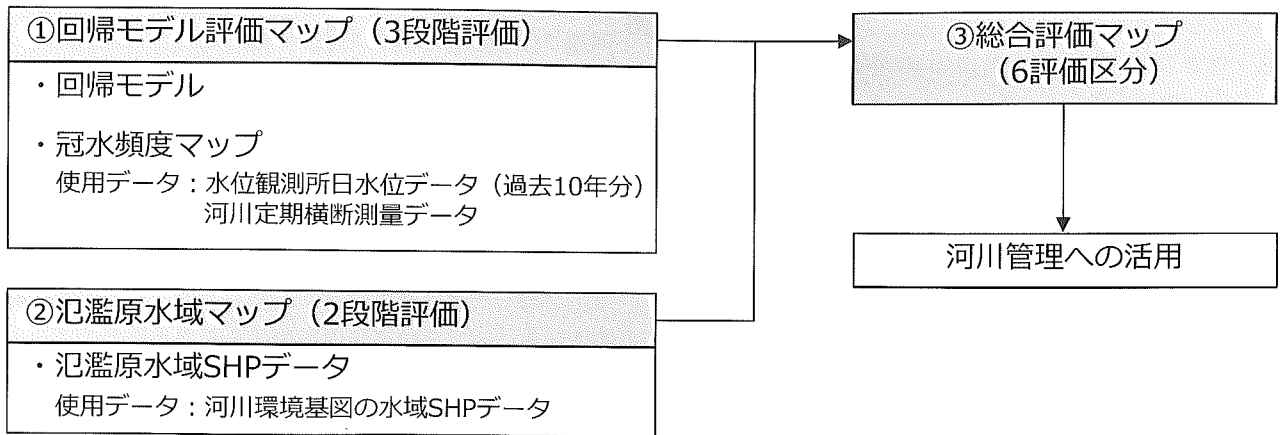 ①回帰モデル評価マップ（3段階評価）
・回帰モデル
・冠水頻度マップ
使用データ：水位観測所日水位データ（過去10年分）
河川定期横断測量データ
②氾濫原水域マップ（2段階評価）
・氾濫原水域SHPデータ
使用データ：河川環境基図の水域SHPデータ
③総合評価マップ
（6評価区分）
河川管理への活用